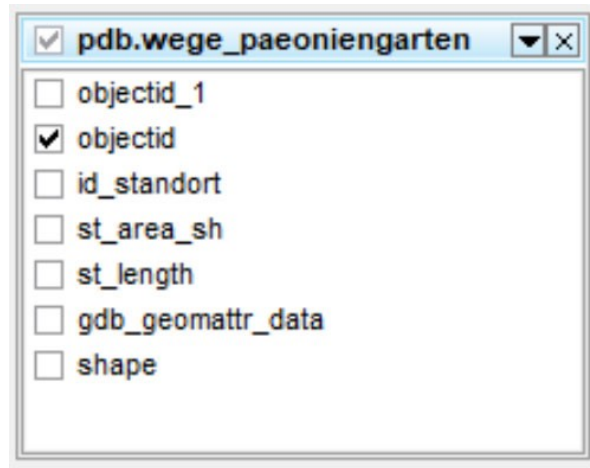 pdb.wege_paeoniengarten
objectid_1
objectid
id_standort
st_area_sh
st_length
gdb_geomattr_data
shape